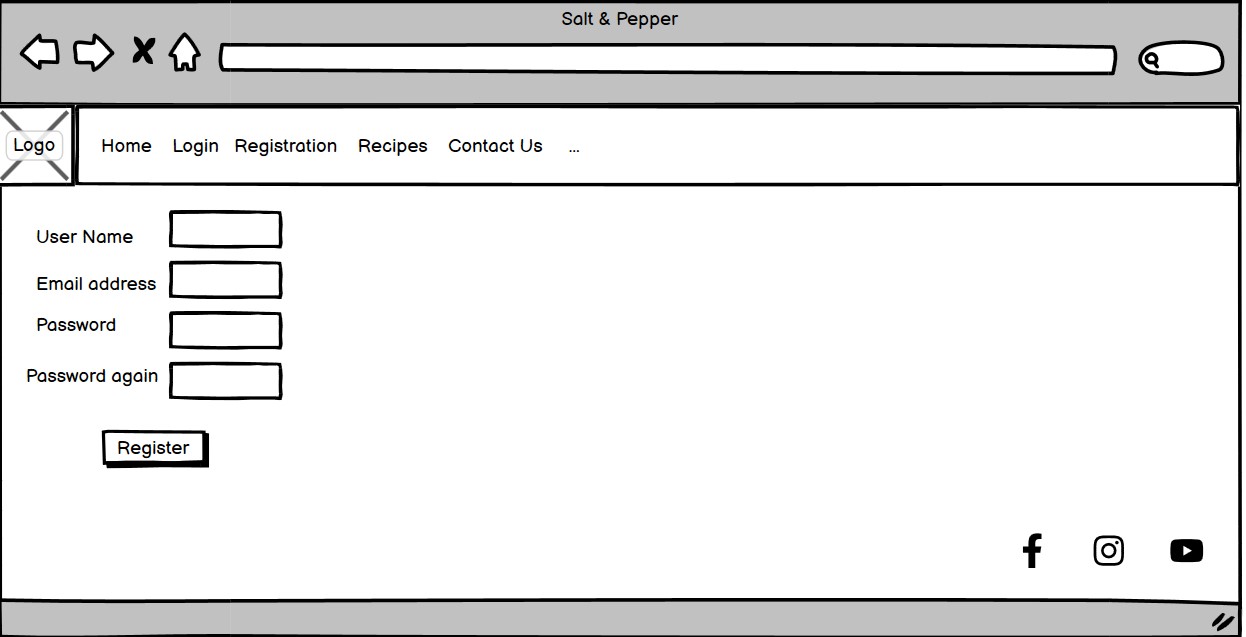 Salt & Pepper
Logo
Home Login Registration Recipes Contact Us ...
User Name
Email address
Password
Password again
Register